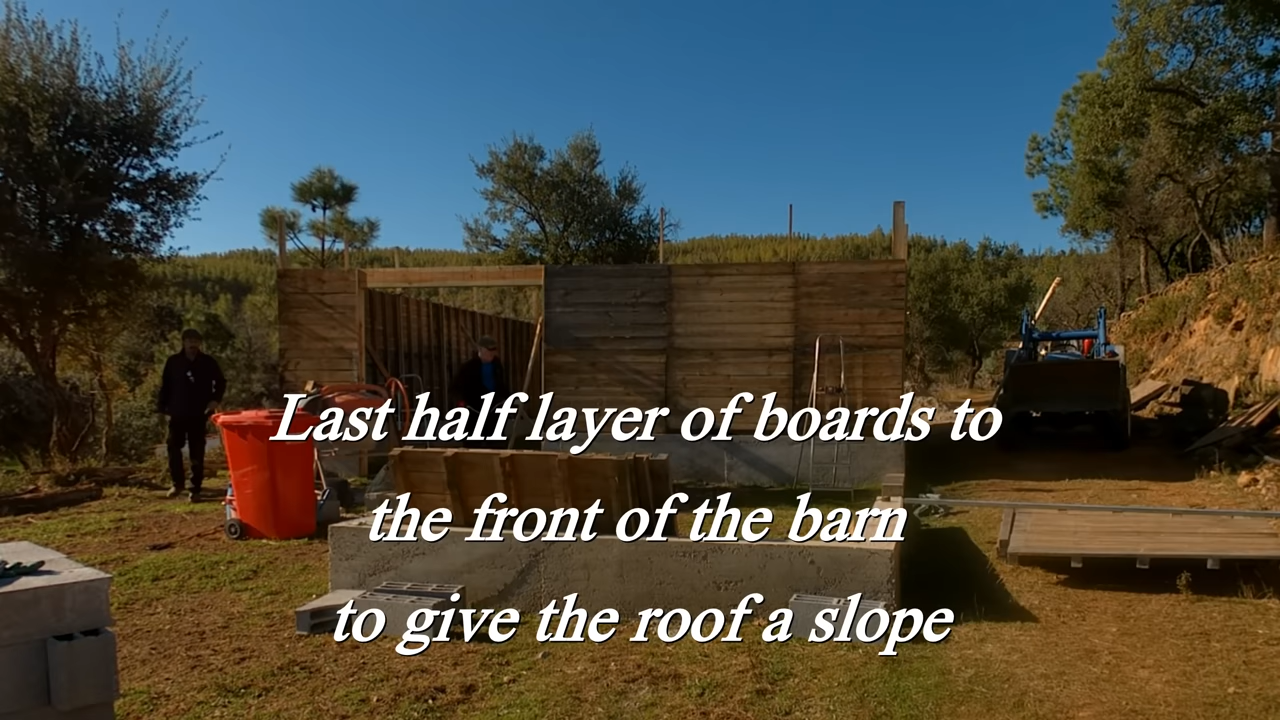 Last half layer of boards to
the front of the barn
to give the roof a slope